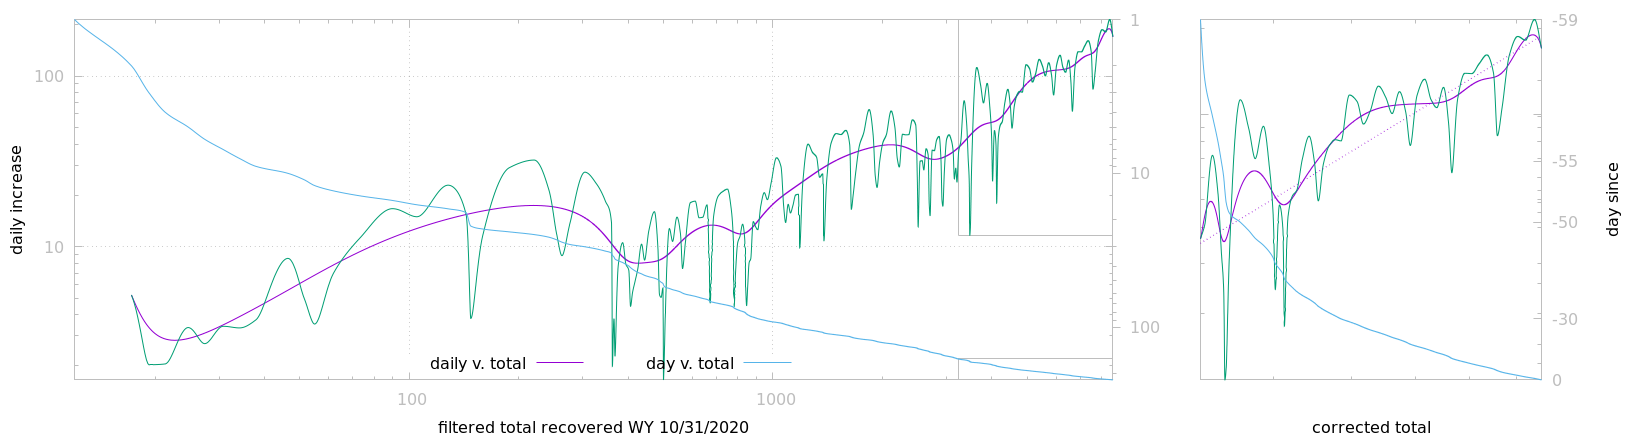 1
-59
100
daily increase
10
-55
day since
10
-50
100
-30
daily v. total
day v. total
0
100
1000
filtered total recovered WY 10/31/2020
corrected total